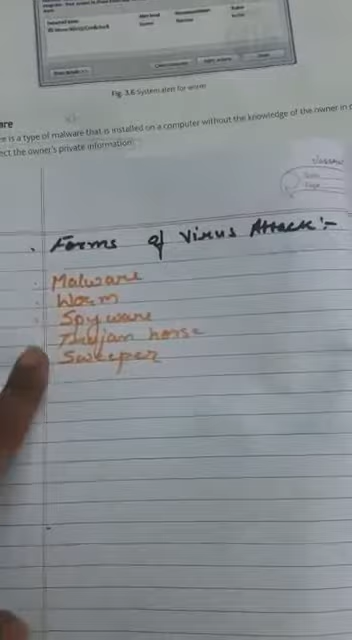 Fig. 3.6 System alert for worm
are
e is a type of malware that is installed on a computer without the knowledge of the owner in
ect the owner's private information
Forms of Virus Attack :-
Malware
Worm
Spyware
Trojan horse
Sweeper